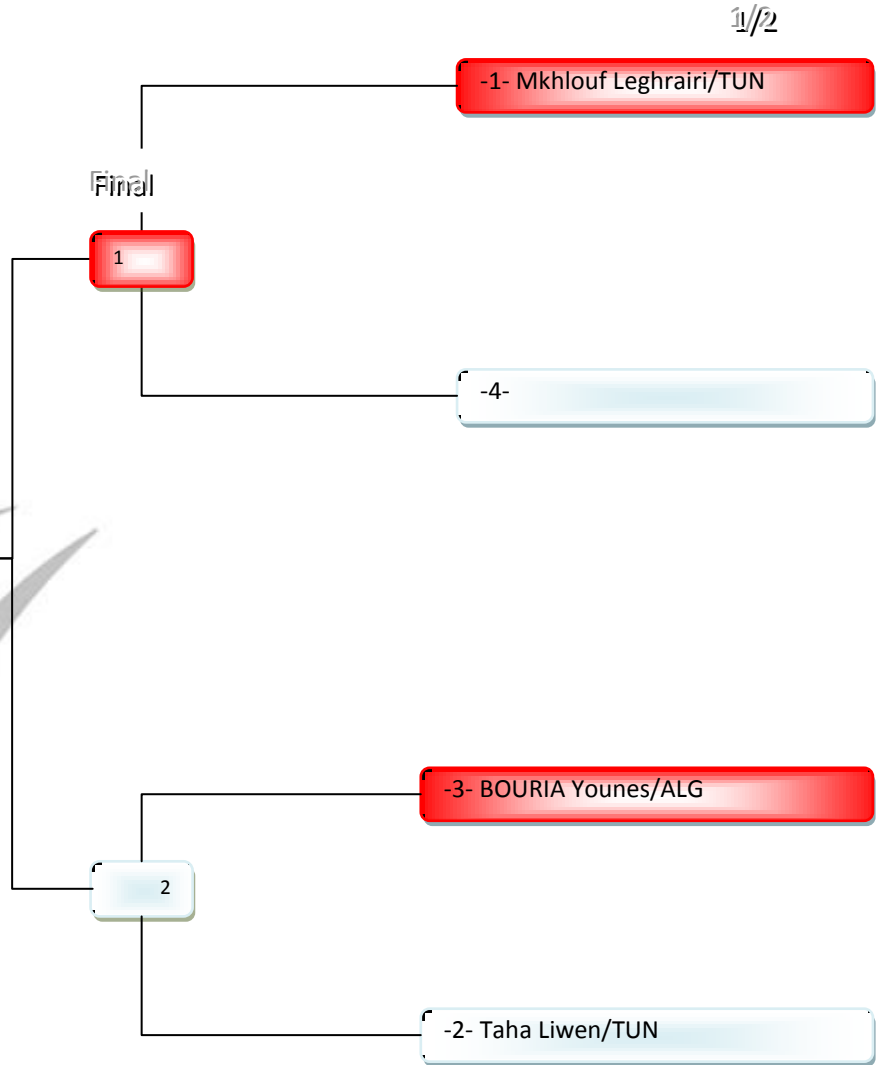 1/2
-1- Mkhlouf Leghrairi/TUN
Final
1
-4-
-3- BOURIA Younes/ALG
2
-2- Taha Liwen/TUN